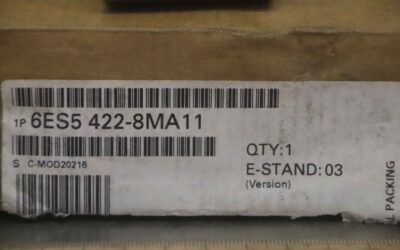 1P 6ES5 422-8MA11
S C-MOD20216
QTY:1
E-STAND: 03
(Version)
L PACKING